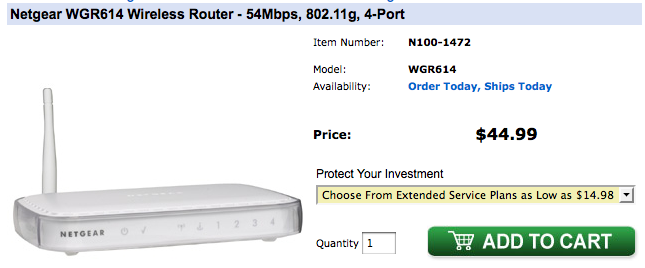 Netgear WGR614 Wireless Router - 54Mbps, 802.11g, 4-Port
Item Number: N100-1472
Model: WGR614
Availability: Order Today, Ships Today
Price: $44.99
Protect Your Investment
Choose From Extended Service Plans as Low as $14.98
Quantity 1
ADD TO CART
NETGEAR 1 2 3 4